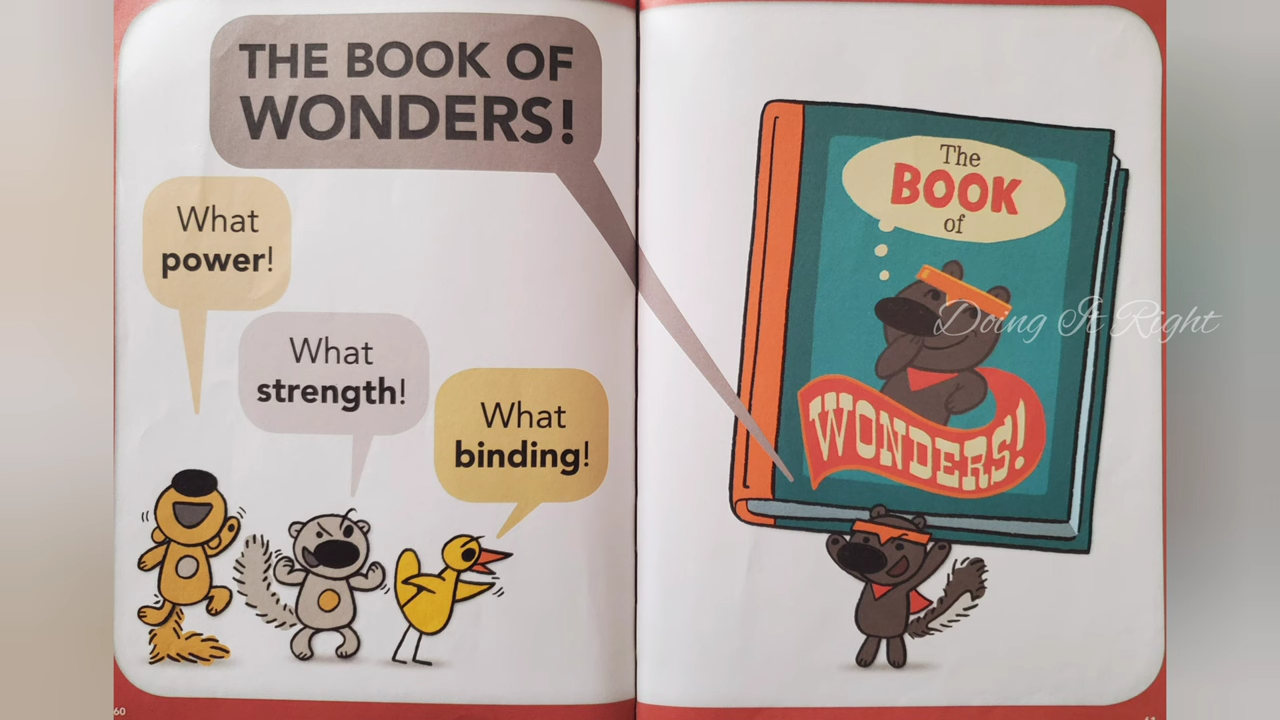 THE BOOK OF
WONDERS!
What
power!
What
strength!
What
binding!
The
BOOK
of
WONDERS!
Doing It Right
60